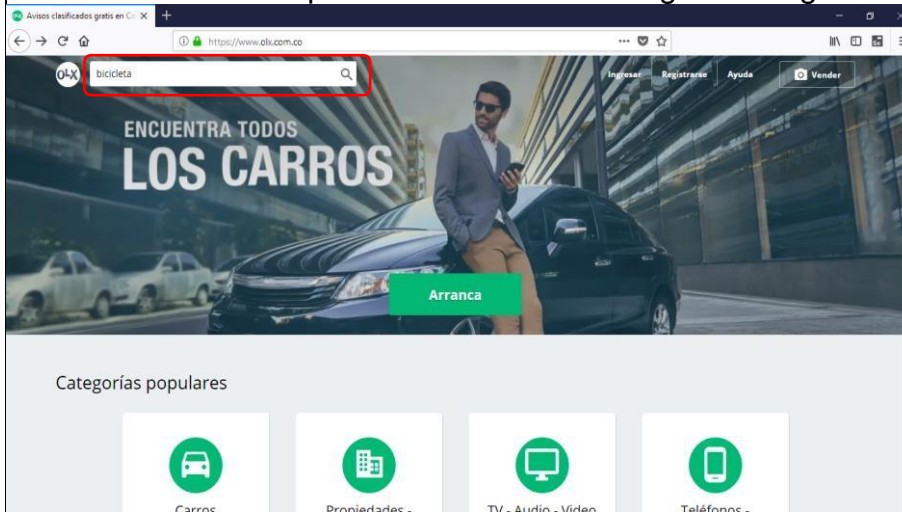 Avisos clasificados gratis en Co
https://www.olx.com.co
OLX
bicicleta
Ingresar Registrarse Ayuda Vender
ENCUENTRA TODOS
LOS CARROS
Arranca
Categorías populares
Carros Propiedades - TV - Audio - Video Teléfonos -